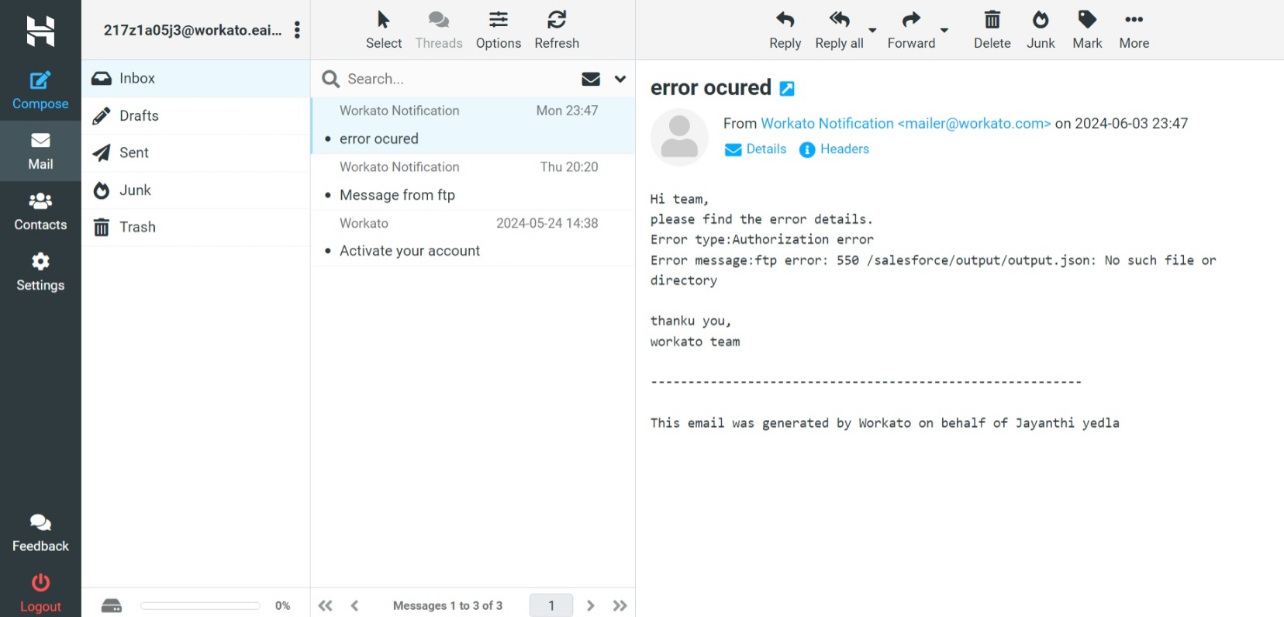 217z1a05j3@workato.eai...
Compose
Mail
Contacts
Settings
Feedback
Logout
Inbox
Drafts
Sent
Junk
Trash
0%
Select
Threads
Options
Refresh
Search...
Workato Notification Mon 23:47
• error ocured
Workato Notification Thu 20:20
• Message from ftp
Workato 2024-05-24 14:38
• Activate your account
Messages 1 to 3 of 3
1
Reply
Reply all
Forward
Delete
Junk
Mark
More
error ocured
From Workato Notification <mailer@workato.com> on 2024-06-03 23:47
Details
Headers
Hi team,
please find the error details.
Error type:Authorization error
Error message:ftp error: 550 /salesforce/output/output.json: No such file or
directory
thanku you,
workato team
----------------------------------------------------------
This email was generated by Workato on behalf of Jayanthi yedla